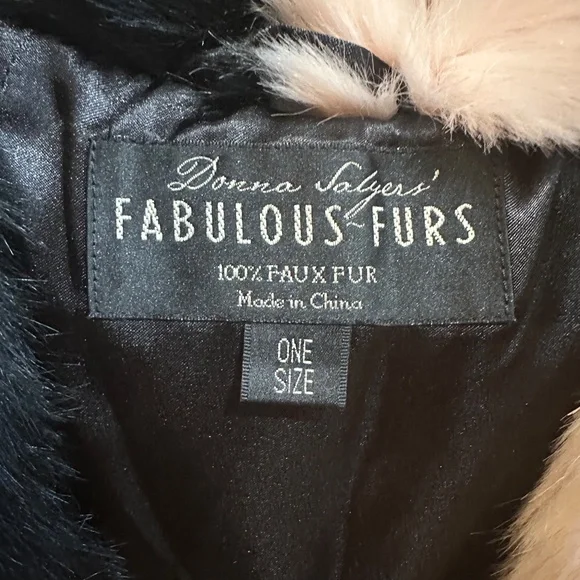 Donna Salyers'
FABULOUS-FURS
100% FAUX FUR
Made in China
ONE
SIZE